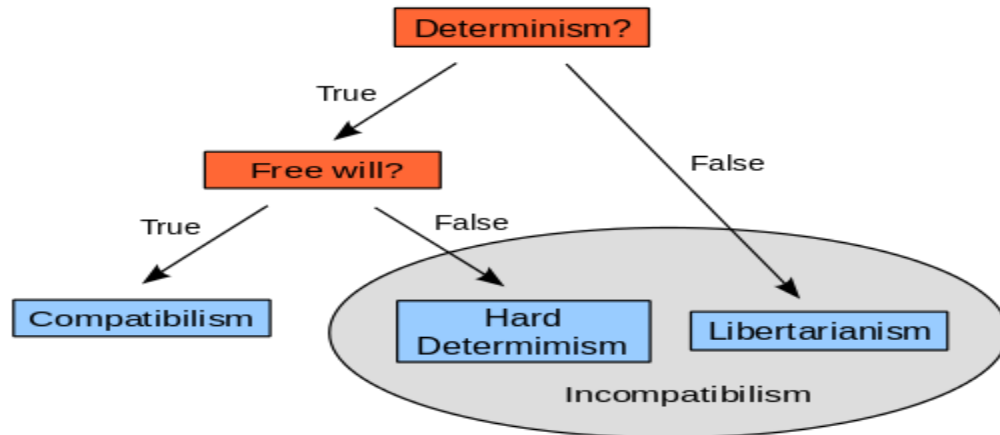 Determinism?
True
False
Free will?
True
False
Compatibilism
Hard
Determimism
Libertarianism
Incompatibilism